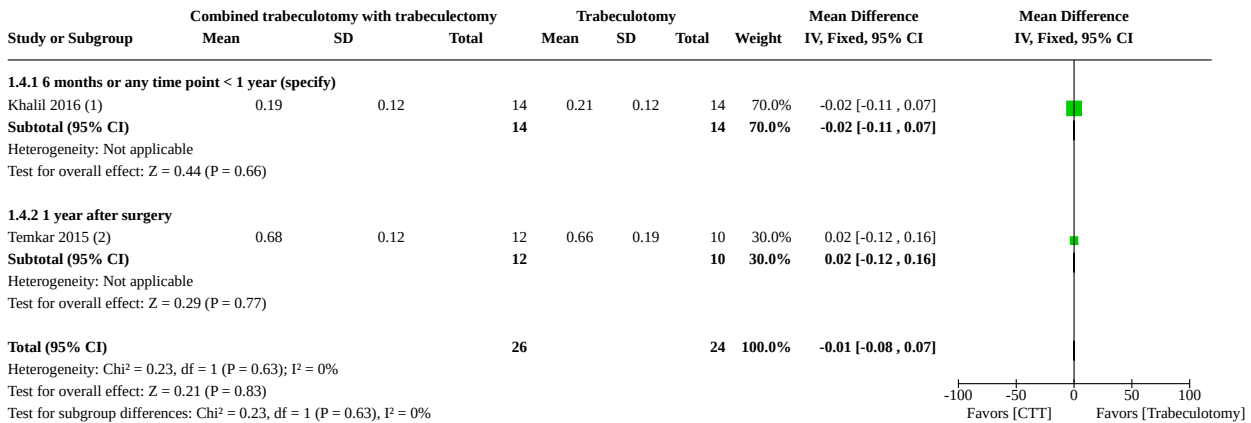 Combined trabeculotomy with trabeculectomy Trabeculotomy Mean Difference Mean Difference
Study or Subgroup Mean SD Total Mean SD Total Weight IV, Fixed, 95% CI IV, Fixed, 95% CI
1.4.1 6 months or any time point < 1 year (specify)
Khalil 2016 (1) 0.19 0.12 14 0.21 0.12 14 70.0% -0.02 [-0.11 , 0.07]
Subtotal (95% CI) 14 14 70.0% -0.02 [-0.11 , 0.07]
Heterogeneity: Not applicable
Test for overall effect: Z = 0.44 (P = 0.66)
1.4.2 1 year after surgery
Temkar 2015 (2) 0.68 0.12 12 0.66 0.19 10 30.0% 0.02 [-0.12 , 0.16]
Subtotal (95% CI) 12 10 30.0% 0.02 [-0.12 , 0.16]
Heterogeneity: Not applicable
Test for overall effect: Z = 0.29 (P = 0.77)
Total (95% CI) 26 24 100.0% -0.01 [-0.08 , 0.07]
Heterogeneity: Chi² = 0.23, df = 1 (P = 0.63); I² = 0%
Test for overall effect: Z = 0.21 (P = 0.83)
-100 -50 0 50 100
Test for subgroup differences: Chi² = 0.23, df = 1 (P = 0.63), I² = 0%
Favors [CTT] Favors [Trabeculotomy]